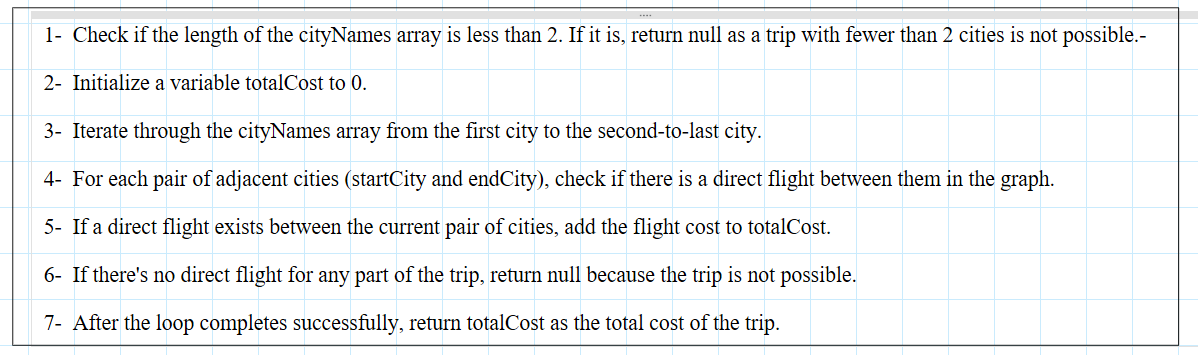 1- Check if the length of the cityNames array is less than 2. If it is, return null as a trip with fewer than 2 cities is not possible.-
2- Initialize a variable totalCost to 0.
3- Iterate through the cityNames array from the first city to the second-to-last city.
4- For each pair of adjacent cities (startCity and endCity), check if there is a direct flight between them in the graph.
5- If a direct flight exists between the current pair of cities, add the flight cost to totalCost.
6- If there's no direct flight for any part of the trip, return null because the trip is not possible.
7- After the loop completes successfully, return totalCost as the total cost of the trip.